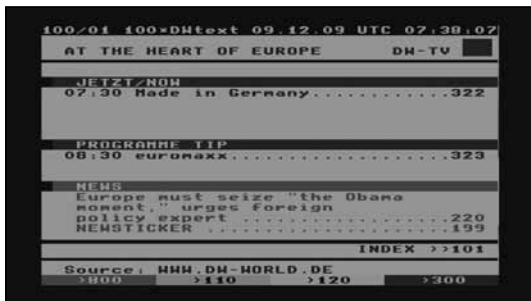 100/01 100*DWtext 09.12.09 UTC 07:38:07
AT THE HEART OF EUROPE DW-TV
JETZT/NOW
07:30 Made in Germany............322
PROGRAMME TIP
08:30 euromaxx...................323
NEWS
Europe must seize "the Obama
moment," urges foreign
policy expert ...................220
NEWSTICKER ......................199
INDEX >>101
Source: WWW.DW-WORLD.DE
>800 >110 >120 >300